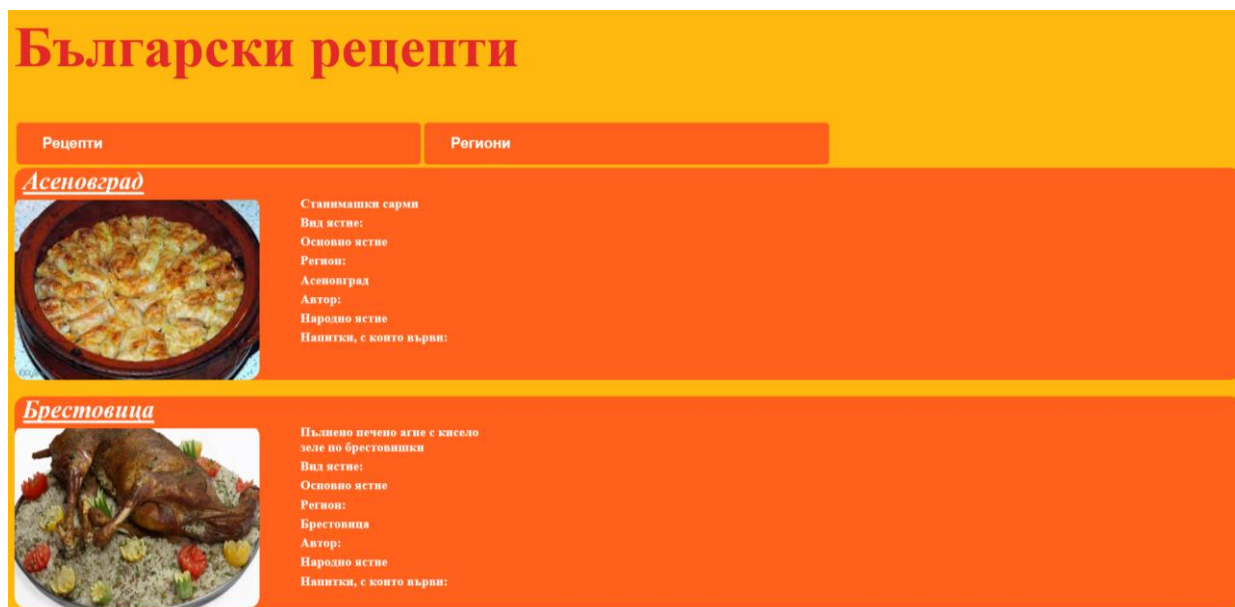 Български рецепти
Рецепти
Региони
Асеновград
Станимашки сарми
Вид ястие:
Основно ястие
Регион:
Асеновград
Автор:
Народно ястие
Напитки, с които върви:
Брестовица
Пълнено печено агне с кисело
зеле по брестовишки
Вид ястие:
Основно ястие
Регион:
Брестовица
Автор:
Народно ястие
Напитки, с които върви: